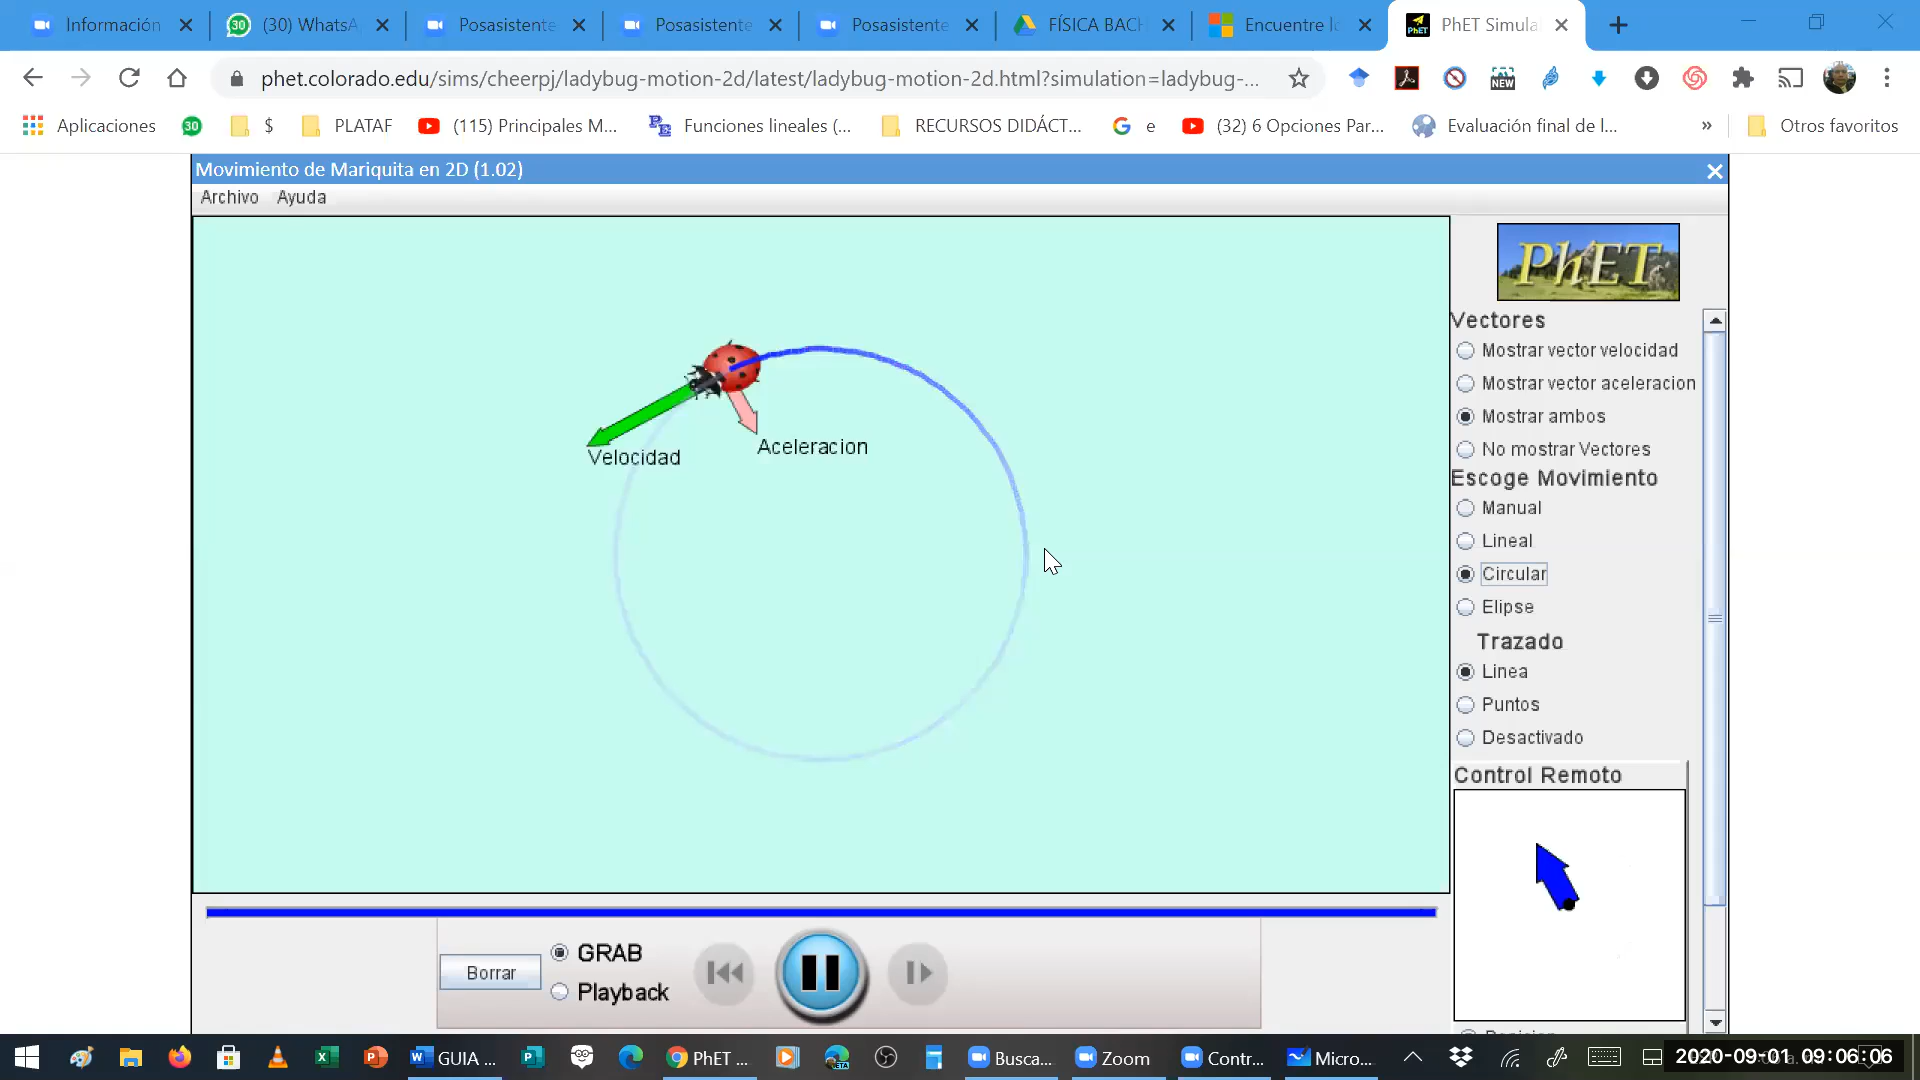 Información
(30) WhatsA
Posasistente
Posasistente
Posasistente
FÍSICA BACH
Encuentre lo
PhET Simula
phet.colorado.edu/sims/cheerpj/ladybug-motion-2d/latest/ladybug-motion-2d.html?simulation=ladybug-...
NEW
Aplicaciones
30
$
PLATAF
(115) Principales M...
Funciones lineales (...
RECURSOS DIDÁCT...
e
(32) 6 Opciones Par...
Evaluación final de l...
»
Otros favoritos
Movimiento de Mariquita en 2D (1.02)
Archivo Ayuda
PhET
Vectores
Mostrar vector velocidad
Mostrar vector aceleracion
Mostrar ambos
No mostrar Vectores
Escoge Movimiento
Manual
Lineal
Circular
Elipse
Trazado
Linea
Puntos
Desactivado
Control Remoto
Velocidad
Aceleracion
Borrar
GRAB
Playback
GUIA ...
PhET ...
Busca...
Zoom
Contr...
Micro...
2020-09-01 09:06:06